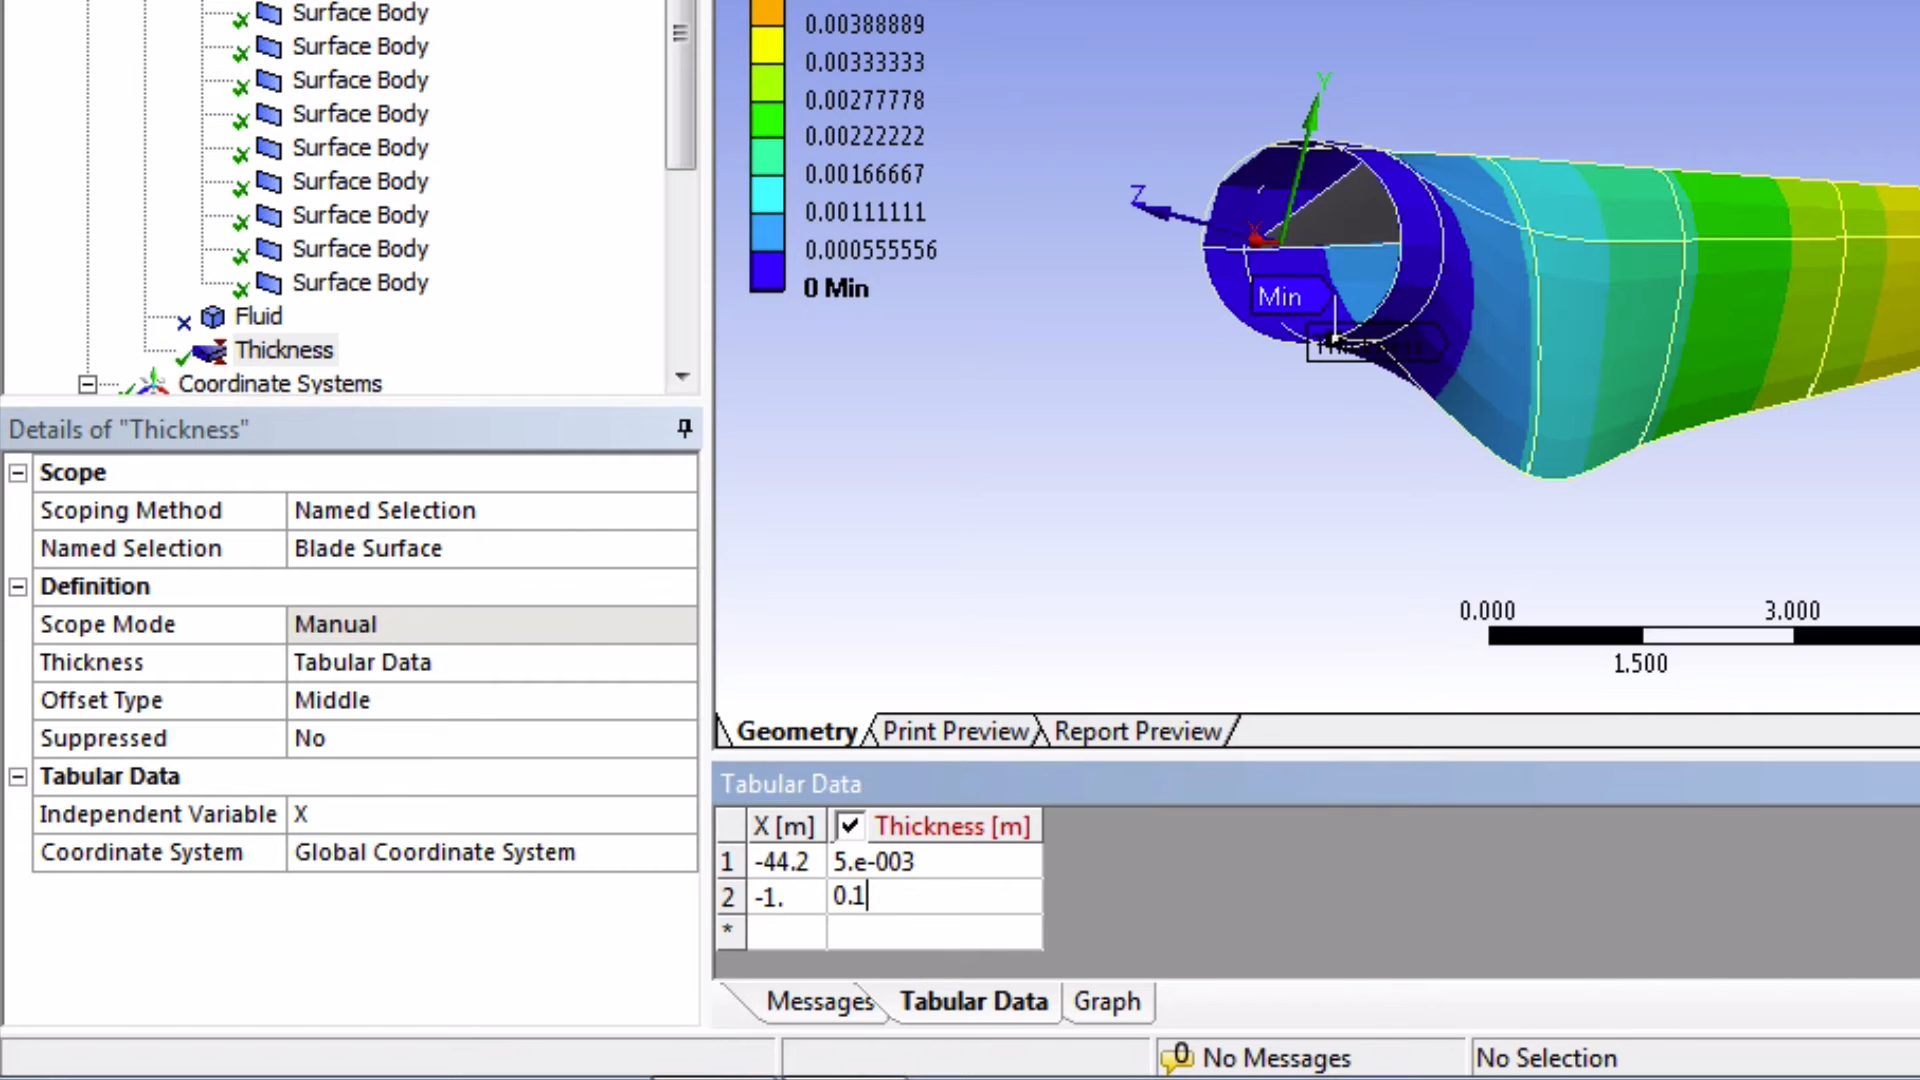 Surface Body
Surface Body
Surface Body
Surface Body
Surface Body
Surface Body
Surface Body
Surface Body
Surface Body
Fluid
Thickness
Coordinate Systems
Details of "Thickness"
Scope
Scoping Method Named Selection
Named Selection Blade Surface
Definition
Scope Mode Manual
Thickness Tabular Data
Offset Type Middle
Suppressed No
Tabular Data
Independent Variable X
Coordinate System Global Coordinate System
0.00388889
0.00333333
0.00277778
0.00222222
0.00166667
0.00111111
0.000555556
0 Min
Y
Z
X
Min
0.000 3.000
1.500
Geometry Print Preview Report Preview
Tabular Data
X [m] Thickness [m]
1 -44.2 5.e-003
2 -1. 0.1
*
Messages Tabular Data Graph
0 No Messages No Selection